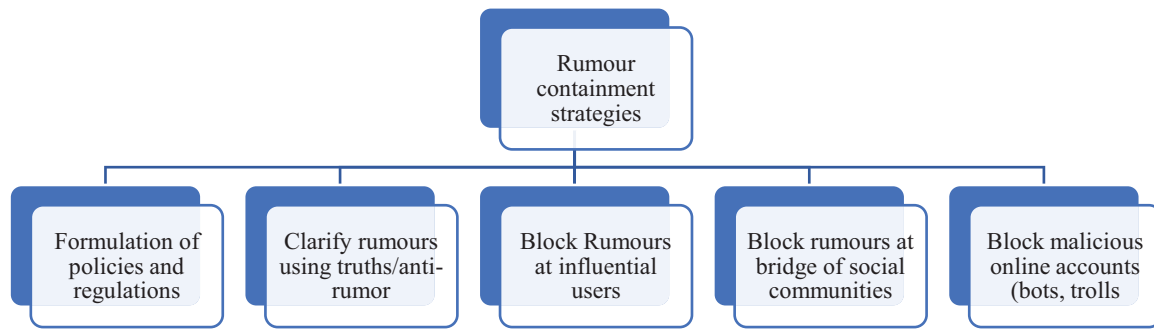 Rumour
containment
strategies
Formulation of
policies and
regulations
Clarify rumours
using truths/anti-
rumor
Block Rumours
at influential
users
Block rumours at
bridge of social
communities
Block malicious
online accounts
(bots, trolls